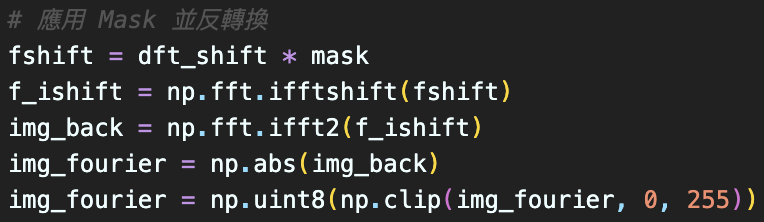 # 應用 Mask 並反轉換
fshift = dft_shift * mask
f_ishift = np.fft.ifftshift(fshift)
img_back = np.fft.ifft2(f_ishift)
img_fourier = np.abs(img_back)
img_fourier = np.uint8(np.clip(img_fourier, 0, 255))